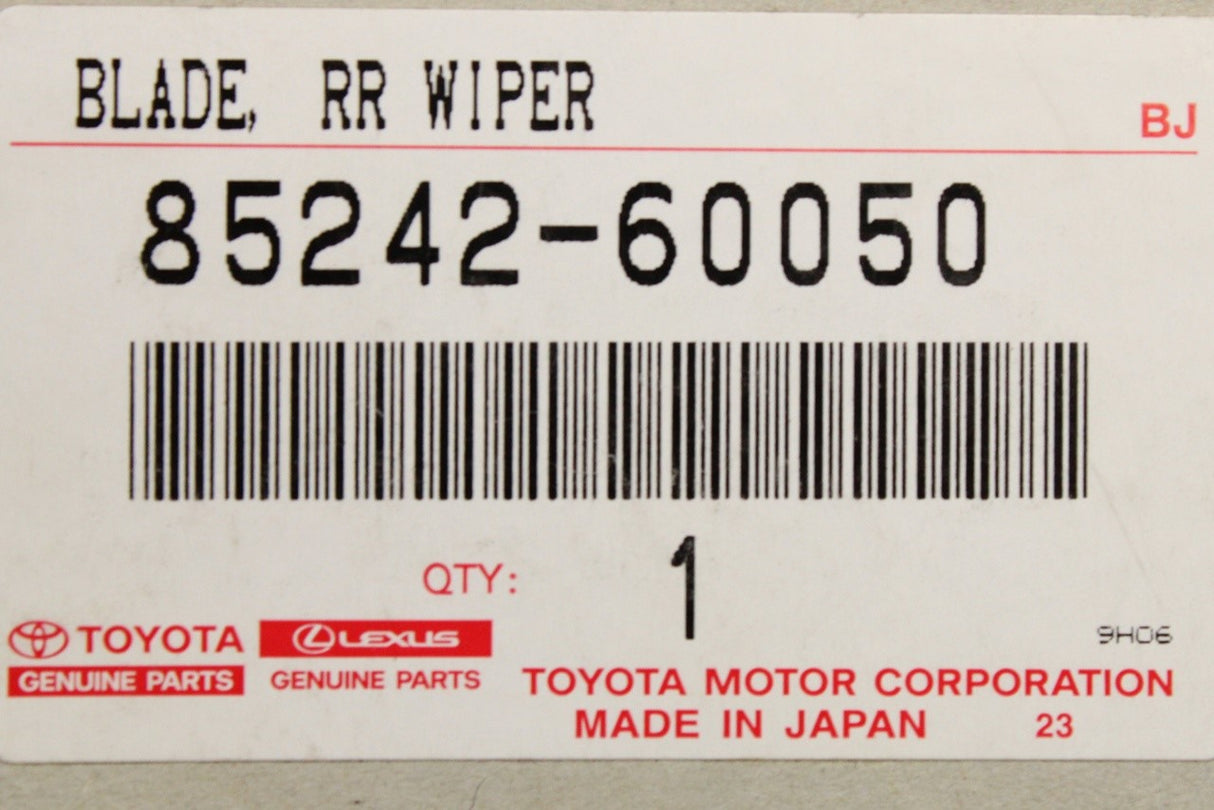 BLADE, RR WIPER
BJ
85242-60050
QTY: 1
9H06
TOYOTA
GENUINE PARTS
LEXUS
GENUINE PARTS
TOYOTA MOTOR CORPORATION
MADE IN JAPAN 23